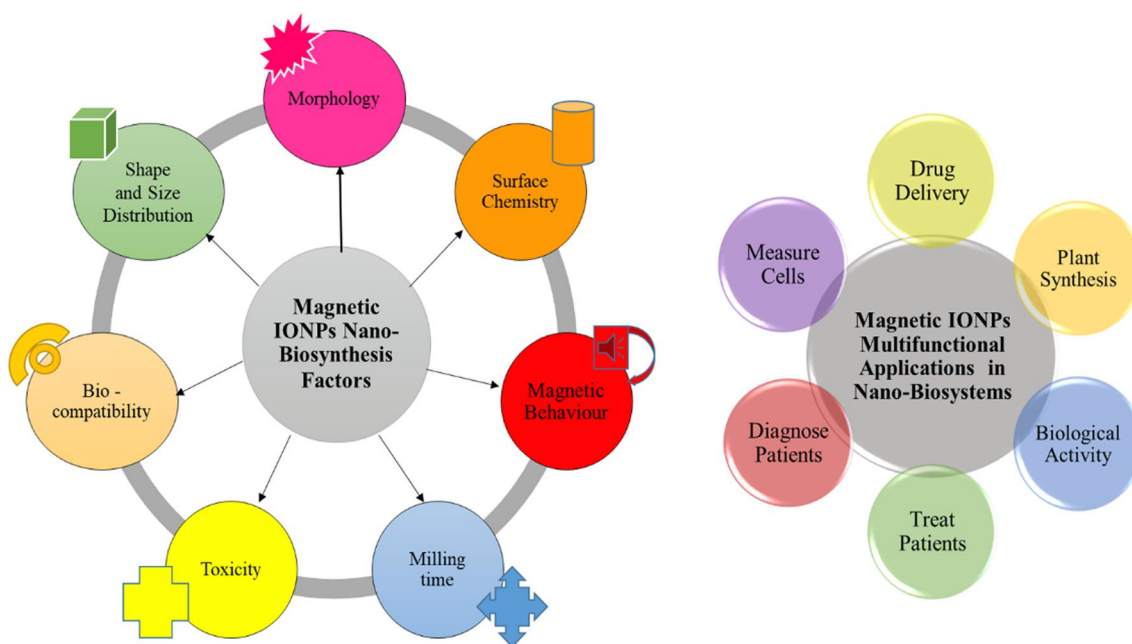 Morphology
Surface
Chemistry
Magnetic
Behaviour
Milling
time
Toxicity
Bio -
compatibility
Shape
and Size
Distribution
Magnetic
IONPs Nano-
Biosynthesis
Factors
Drug
Delivery
Plant
Synthesis
Biological
Activity
Treat
Patients
Diagnose
Patients
Measure
Cells
Magnetic IONPs
Multifunctional
Applications in
Nano-Biosystems